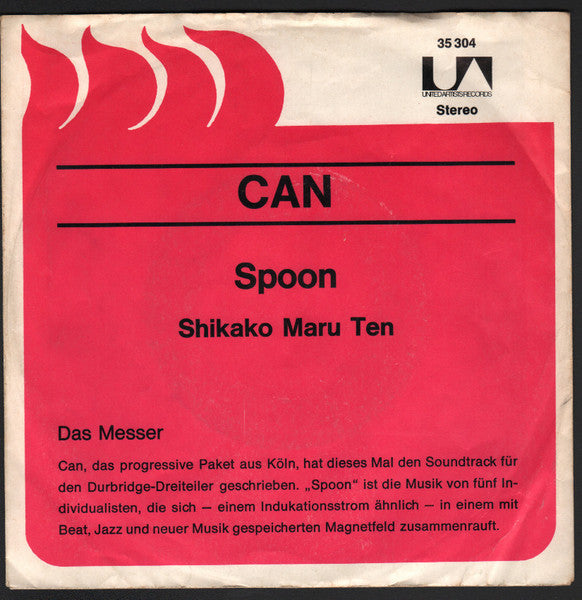 35 304
UNITED ARTISTS RECORDS
Stereo
CAN
Spoon
Shikako Maru Ten
Das Messer
Can, das progressive Paket aus Köln, hat dieses Mal den Soundtrack für
den Durbridge-Dreiteiler geschrieben. „Spoon“ ist die Musik von fünf In-
dividualisten, die sich – einem Indukationsstrom ähnlich – in einem mit
Beat, Jazz und neuer Musik gespeicherten Magnetfeld zusammenrauft.